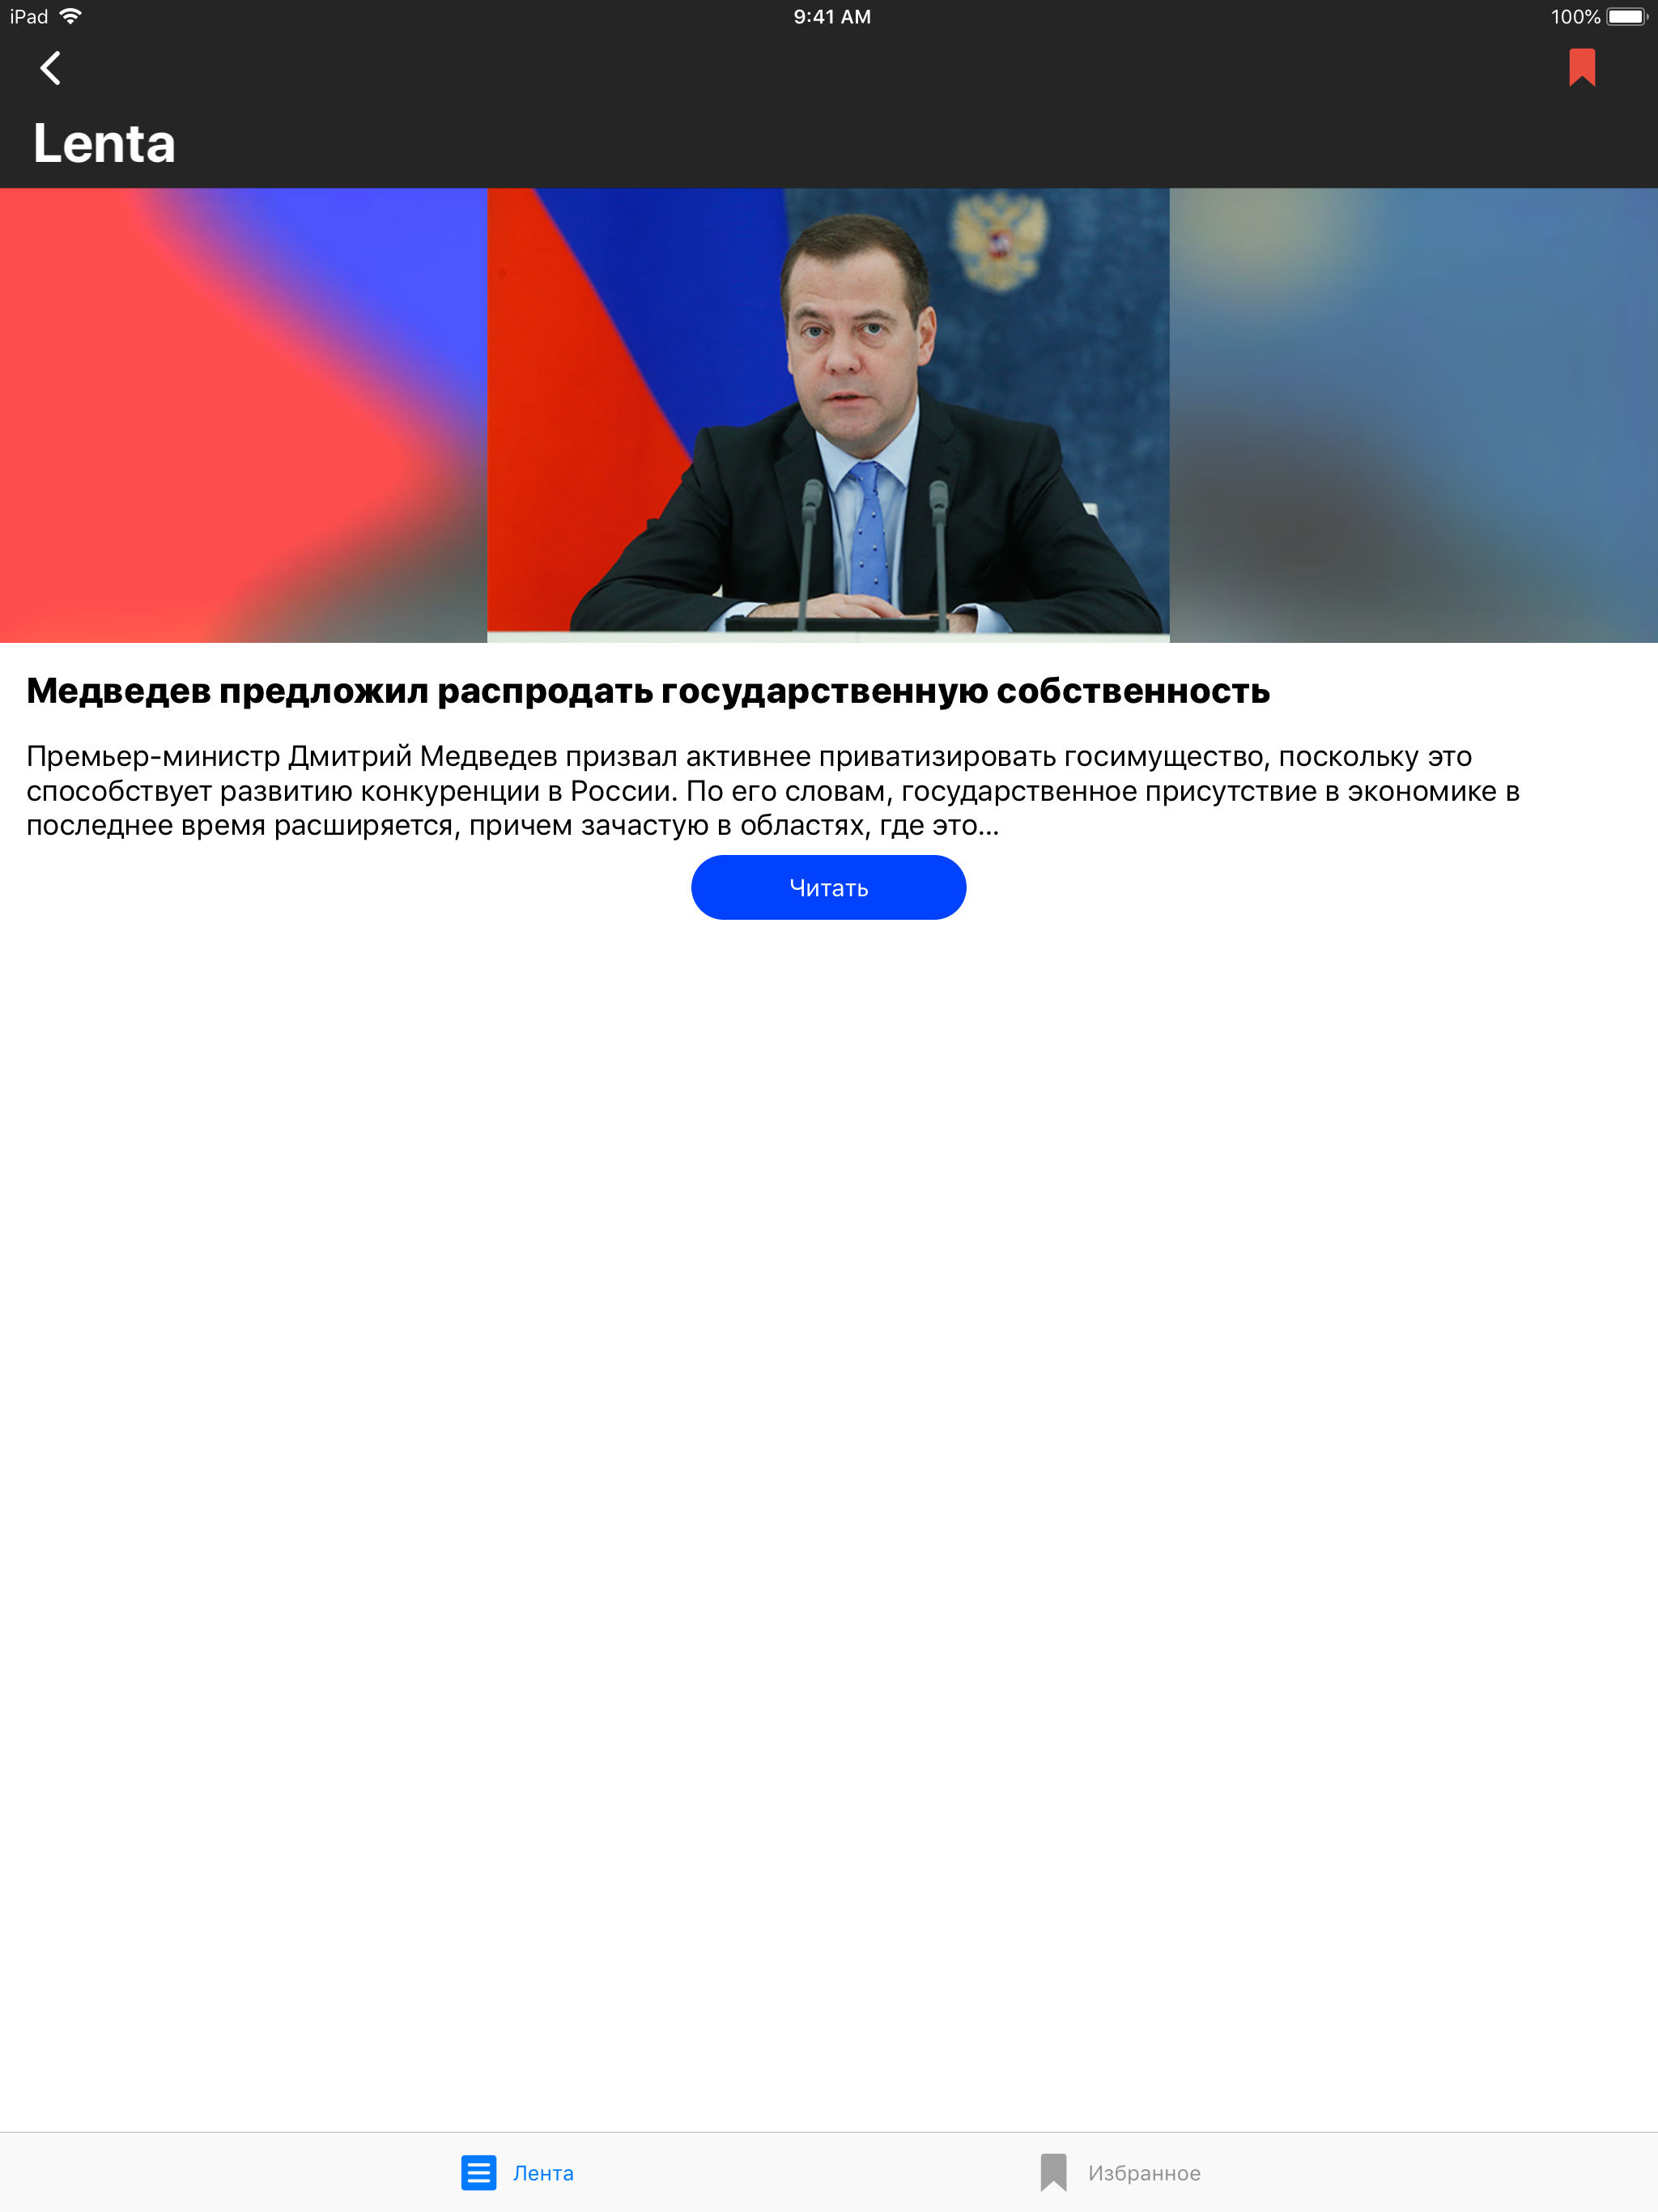 iPad
9:41 AM
100%
Lenta
Медведев предложил распродать государственную собственность
Премьер-министр Дмитрий Медведев призвал активнее приватизировать госимущество, поскольку это
способствует развитию конкуренции в России. По его словам, государственное присутствие в экономике в
последнее время расширяется, причем зачастую в областях, где это...
Читать
Лента
Избранное